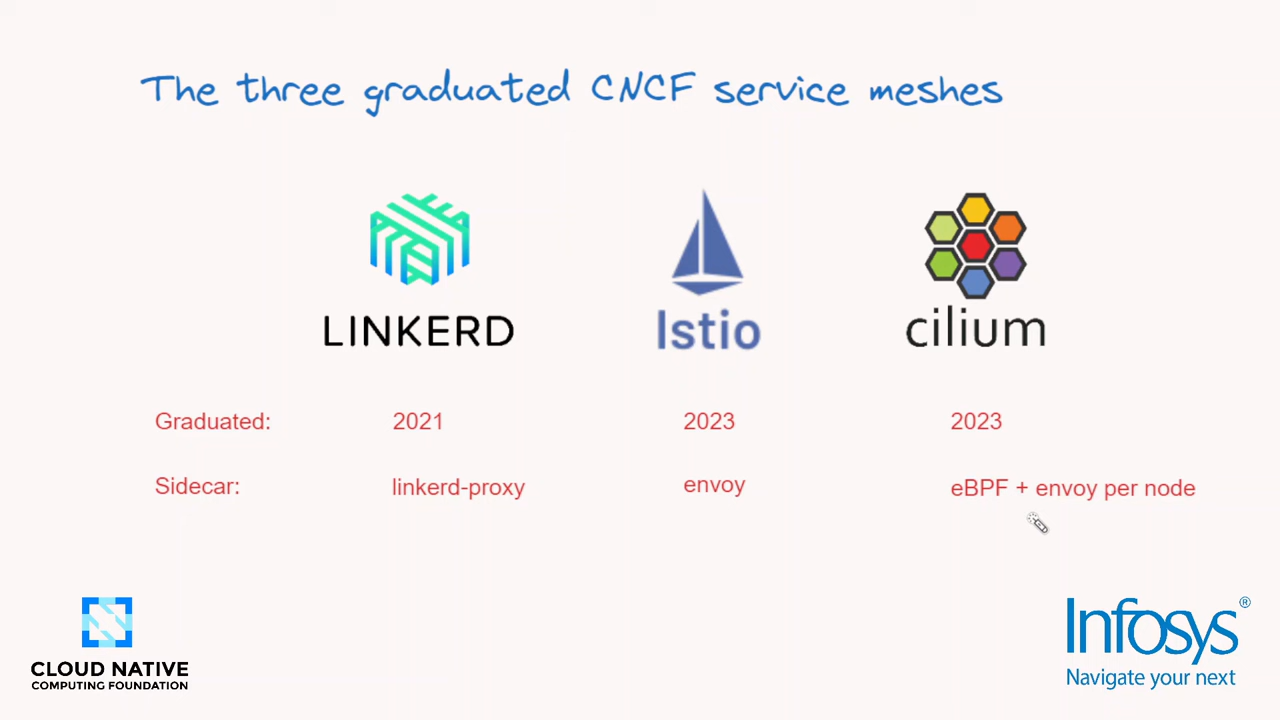 The three graduated CNCF service meshes
LINKERD
Istio
cilium
Graduated: 2021 2023 2023
Sidecar: linkerd-proxy envoy eBPF + envoy per node
CLOUD NATIVE
COMPUTING FOUNDATION
Infosys®
Navigate your next